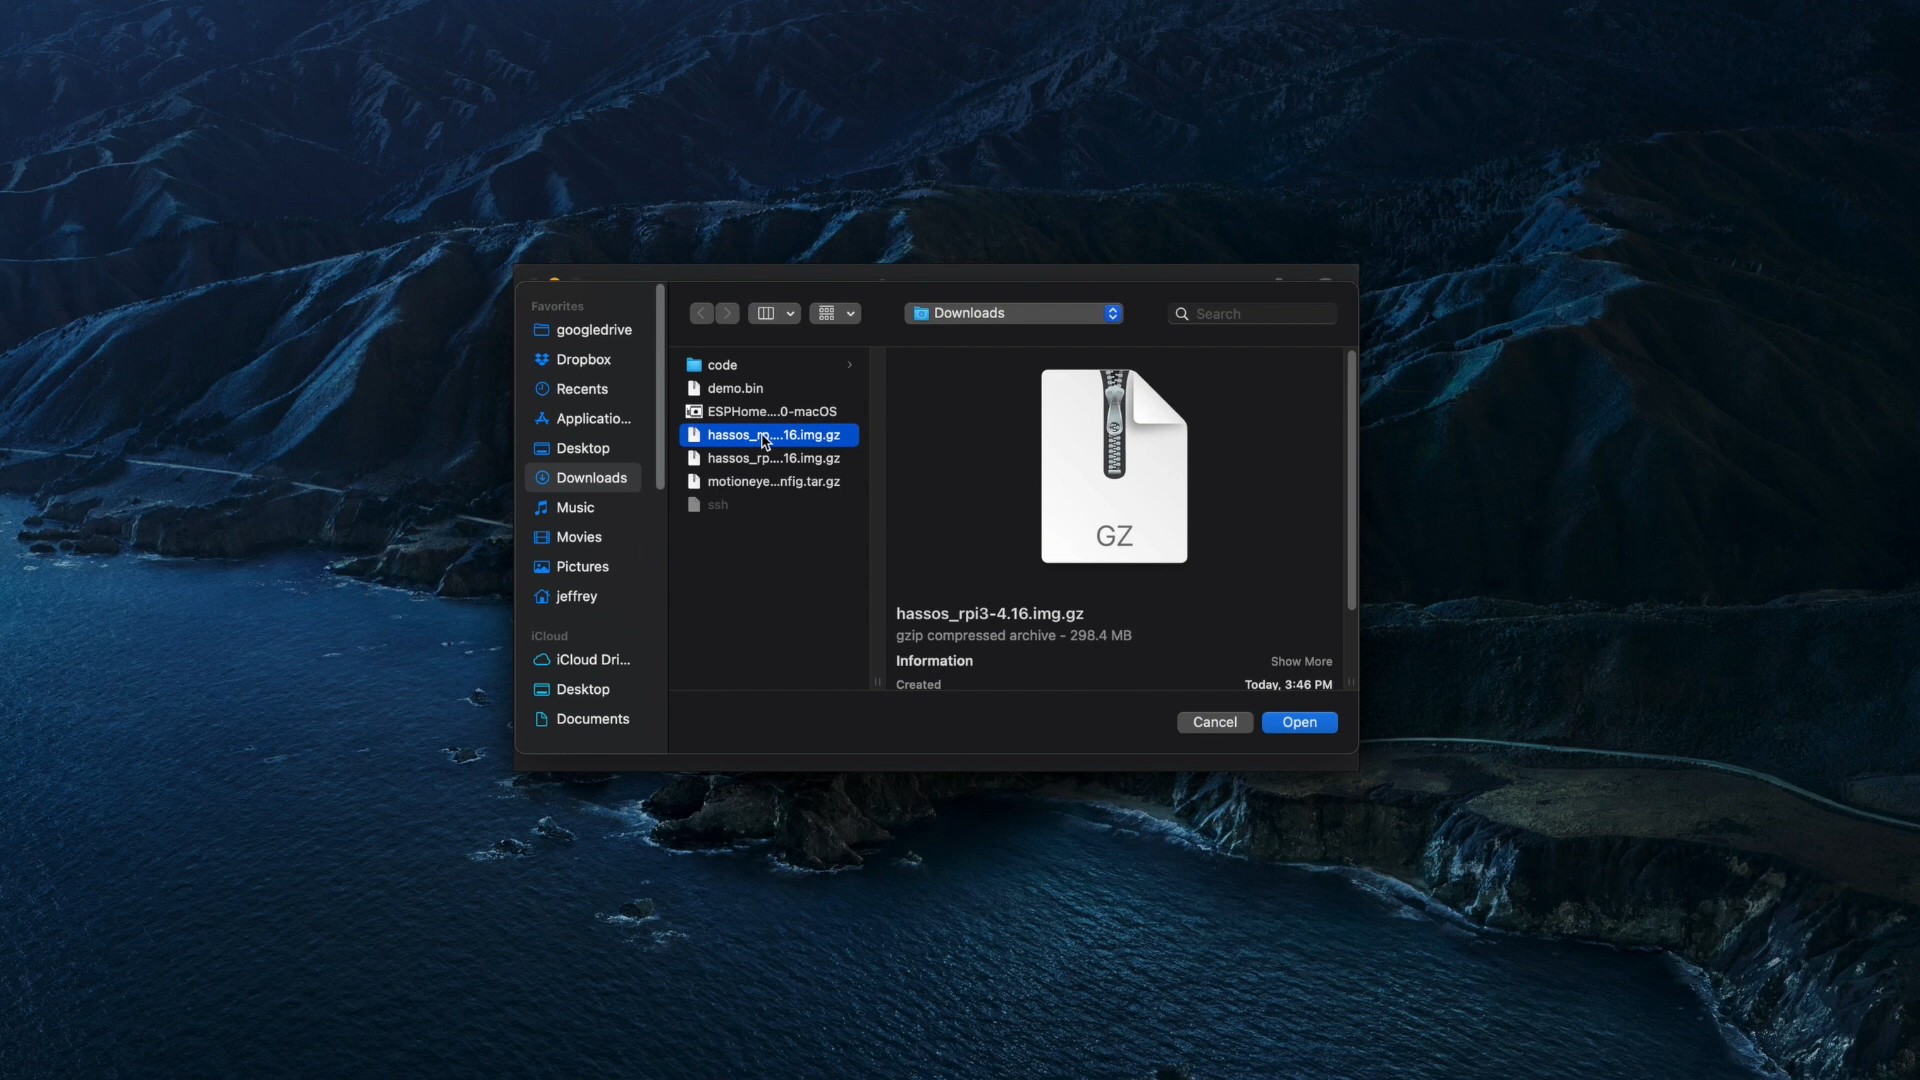 Favorites
googledrive
Dropbox
Recents
Applicatio...
Desktop
Downloads
Music
Movies
Pictures
jeffrey
iCloud
iCloud Dri...
Desktop
Documents
Downloads
Search
code
demo.bin
ESPHome....0-macOS
hassos_rp....16.img.gz
hassos_rp....16.img.gz
motioneye...nfig.tar.gz
ssh
GZ
hassos_rpi3-4.16.img.gz
gzip compressed archive - 298.4 MB
Information Show More
Created Today, 3:46 PM
Cancel Open